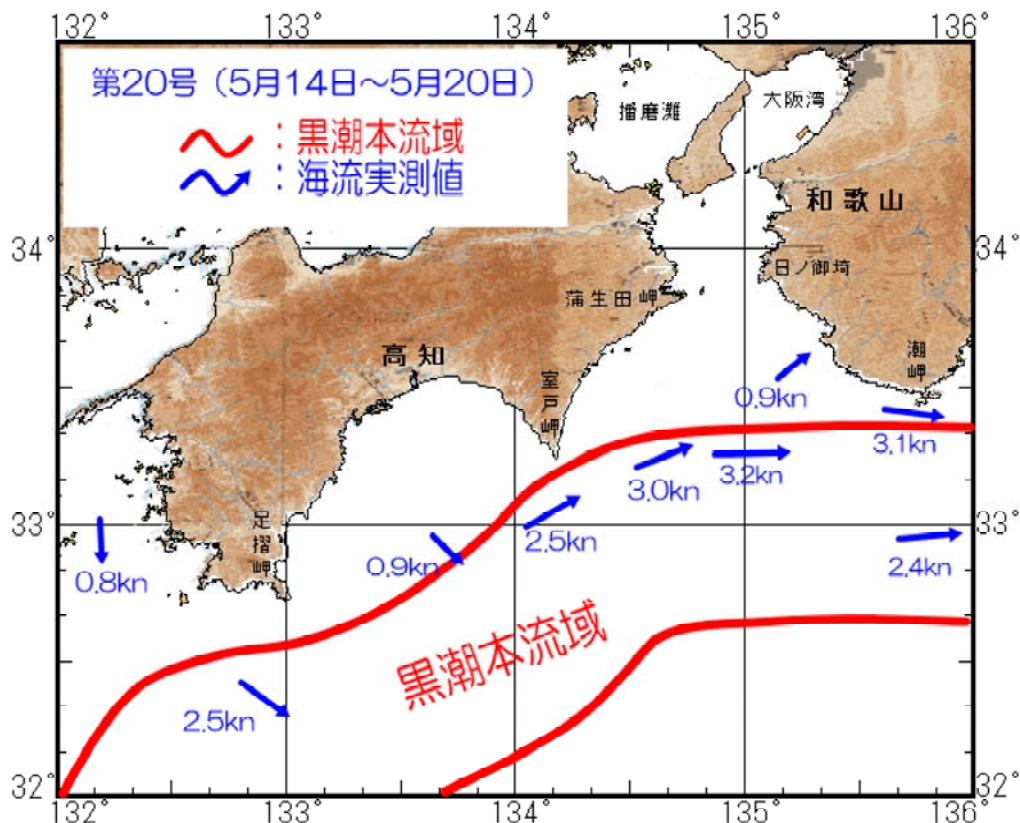 132° 133° 134° 135° 136°
第20号（5月14日～5月20日）
：黒潮本流域
：海流実測値
播磨灘
大阪湾
和歌山
34° 34°
日ノ御埼
蒲生田岬
高知
室戸岬
潮岬
0.9kn
3.1kn
3.0kn
3.2kn
33° 33°
足摺岬
2.5kn
0.9kn
0.8kn
2.4kn
黒潮本流域
2.5kn
32° 32°
132° 133° 134° 135° 136°